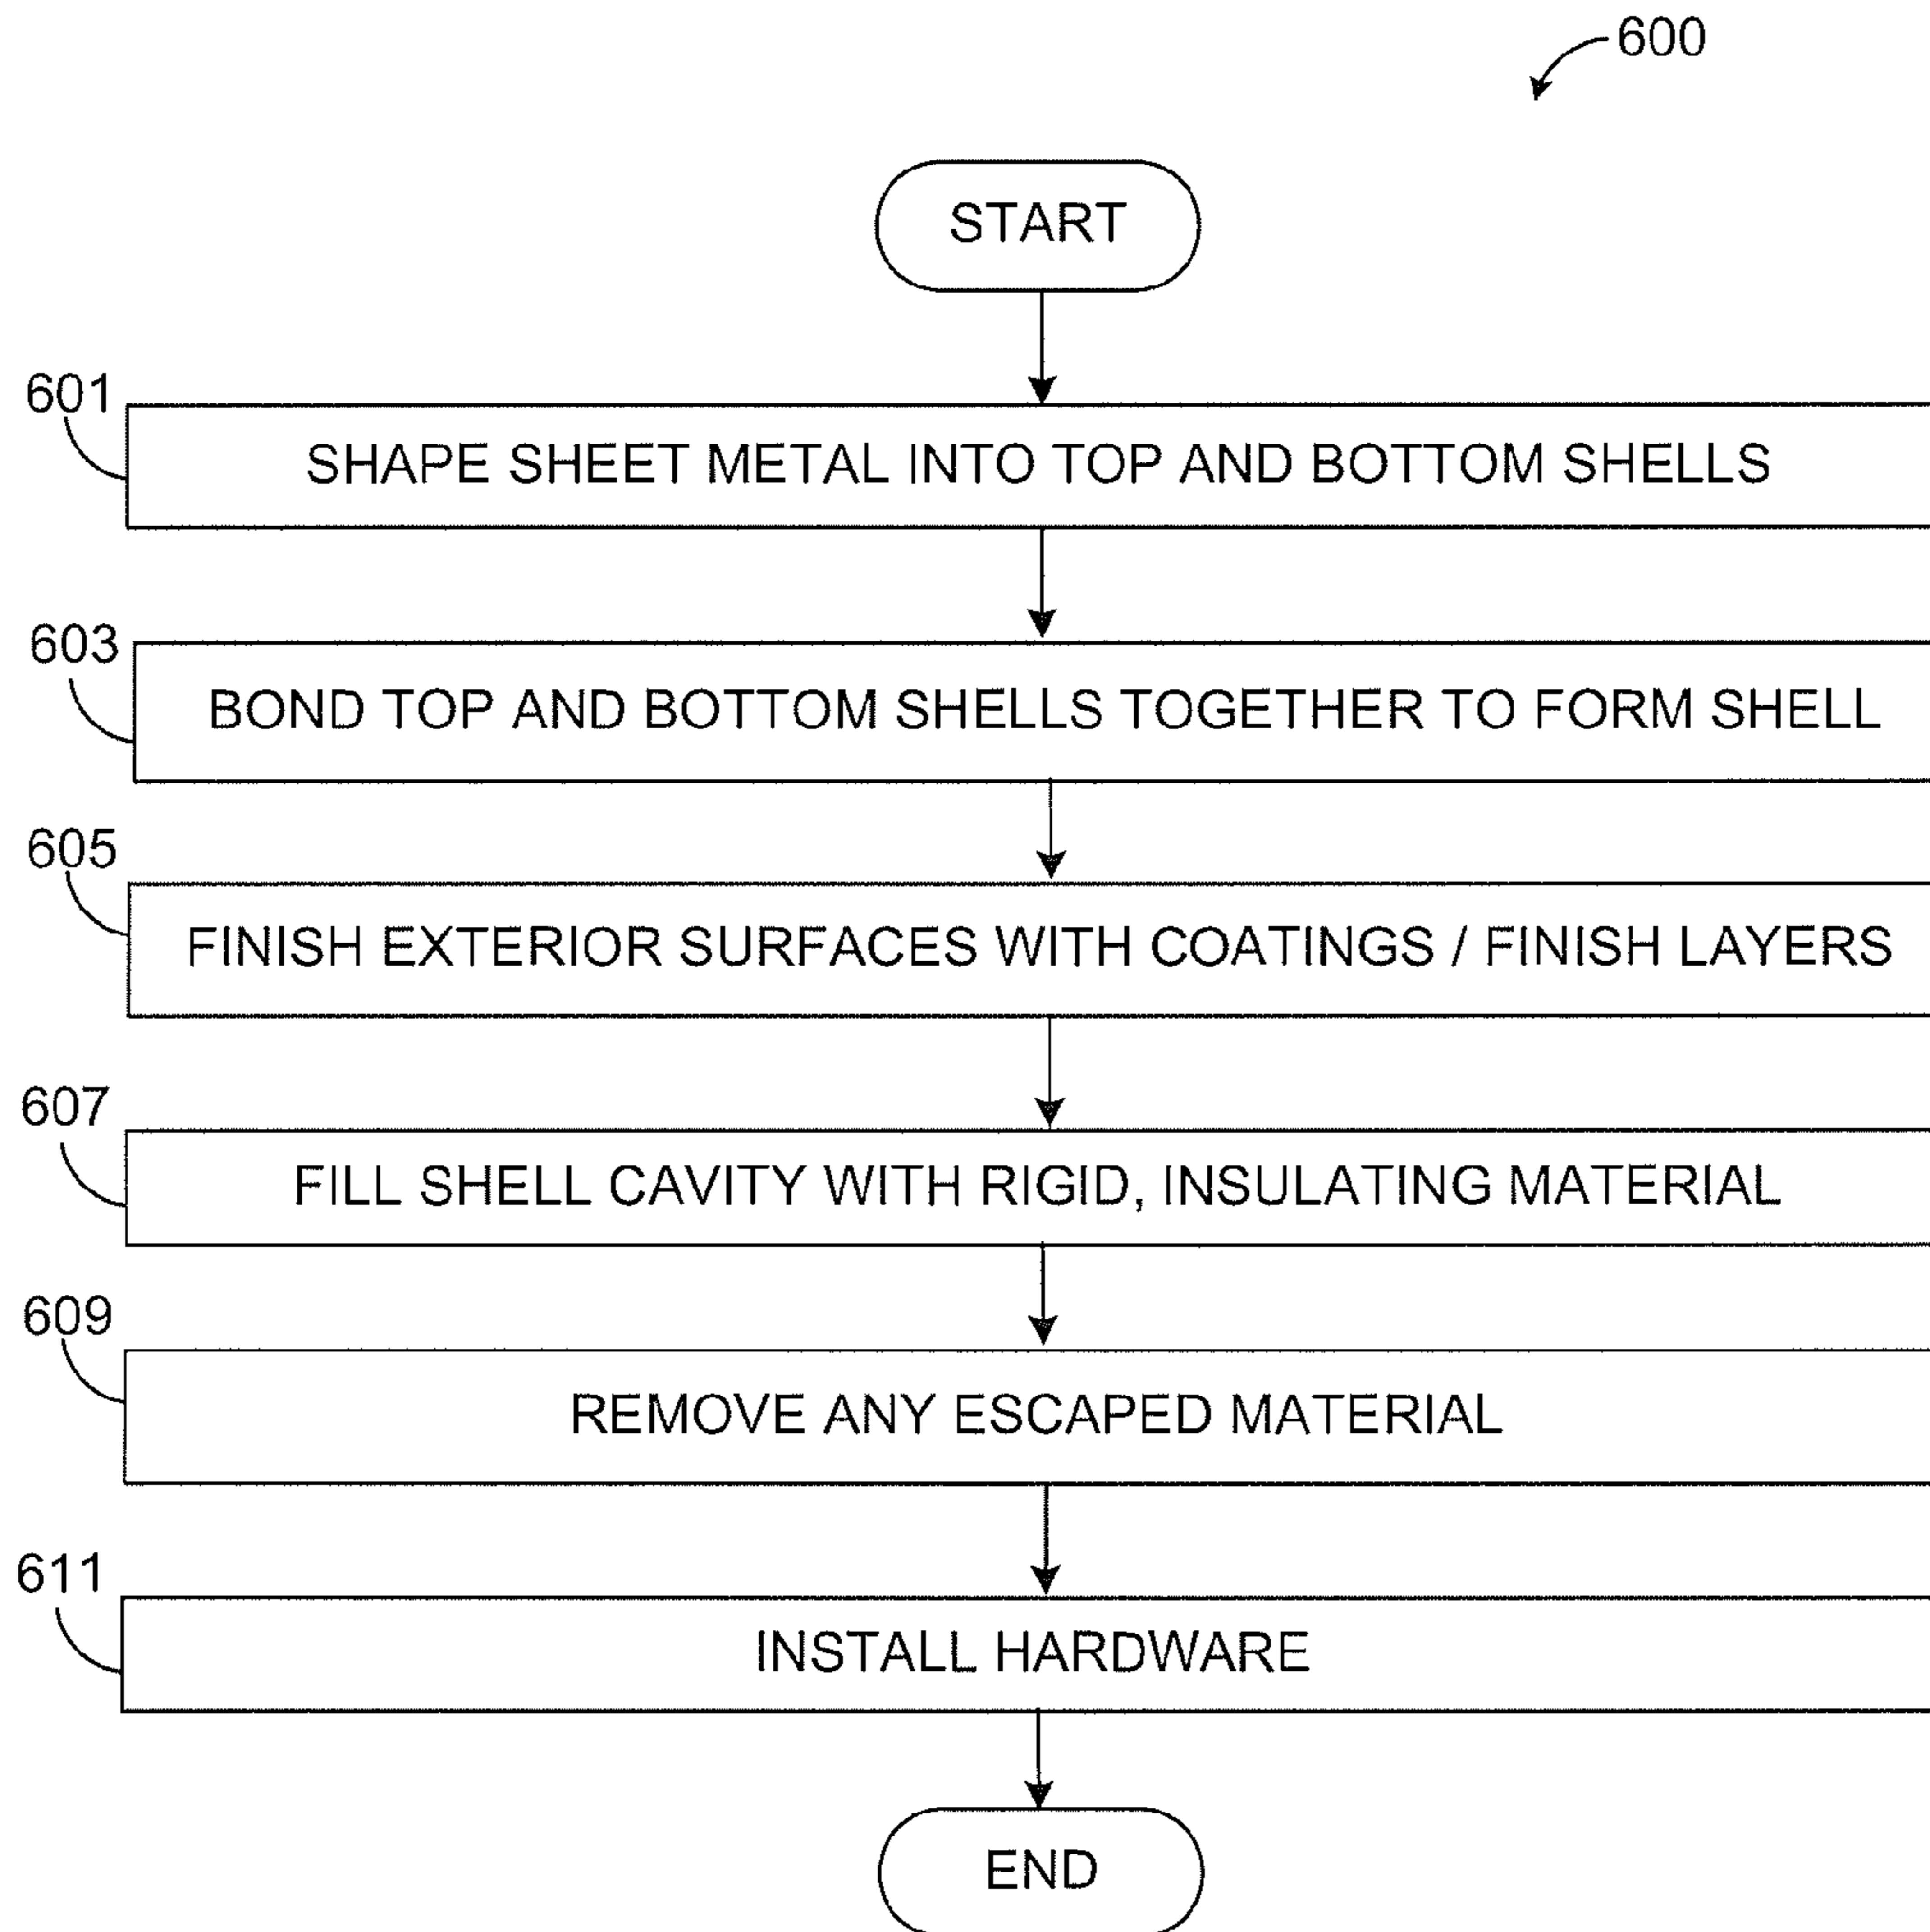 600
START
601
SHAPE SHEET METAL INTO TOP AND BOTTOM SHELLS
603
BOND TOP AND BOTTOM SHELLS TOGETHER TO FORM SHELL
605
FINISH EXTERIOR SURFACES WITH COATINGS / FINISH LAYERS
607
FILL SHELL CAVITY WITH RIGID, INSULATING MATERIAL
609
REMOVE ANY ESCAPED MATERIAL
611
INSTALL HARDWARE
END